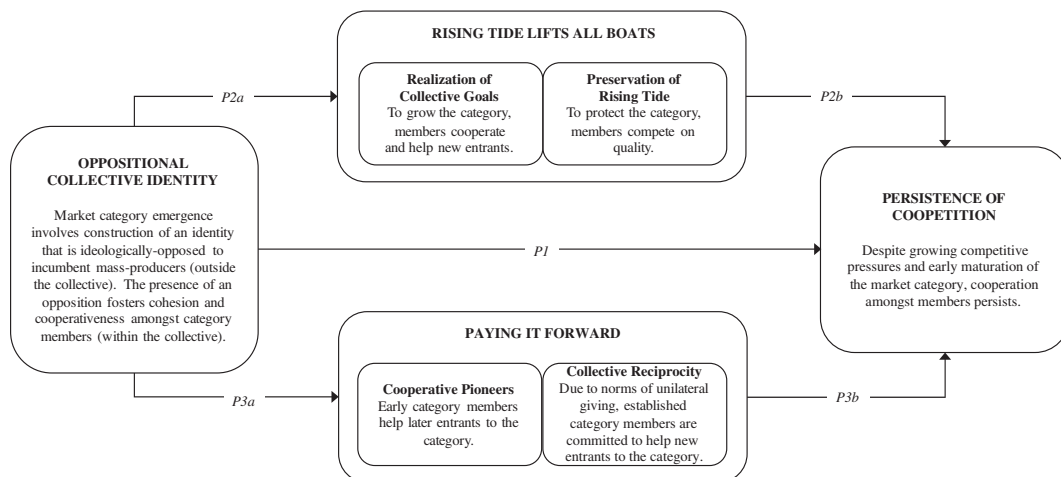 RISING TIDE LIFTS ALL BOATS
Realization of
Collective Goals
To grow the category,
members cooperate
and help new entrants.
Preservation of
Rising Tide
To protect the category,
members compete on
quality.
P2a
P2b
OPPOSITIONAL
COLLECTIVE IDENTITY
Market category emergence
involves construction of an identity
that is ideologically-opposed to
incumbent mass-producers (outside
the collective). The presence of an
opposition fosters cohesion and
cooperativeness amongst category
members (within the collective).
P1
PERSISTENCE OF
COOPETITION
Despite growing competitive
pressures and early maturation of
the market category, cooperation
amongst members persists.
PAYING IT FORWARD
Cooperative Pioneers
Early category members
help later entrants to the
category.
Collective Reciprocity
Due to norms of unilateral
giving, established
category members are
committed to help new
entrants to the category.
P3a
P3b